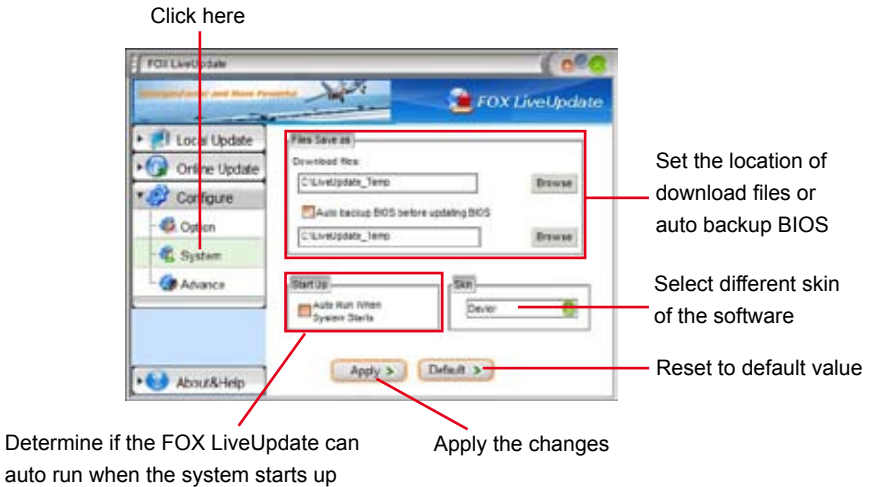 Click here
FOX LiveUpdate
FOX LiveUpdate
Local Update
Online Update
Configure
Option
System
Advance
About&Help
Files Save as
Download files:
C:\LiveUpdate_Temp
Browse
Auto backup BIOS before updating BIOS
C:\LiveUpdate_Temp
Browse
Start Up
Auto Run When
System Starts
Skin
Apply >
Default >
Set the location of
download files or
auto backup BIOS
Select different skin
of the software
Reset to default value
Determine if the FOX LiveUpdate can
auto run when the system starts up
Apply the changes